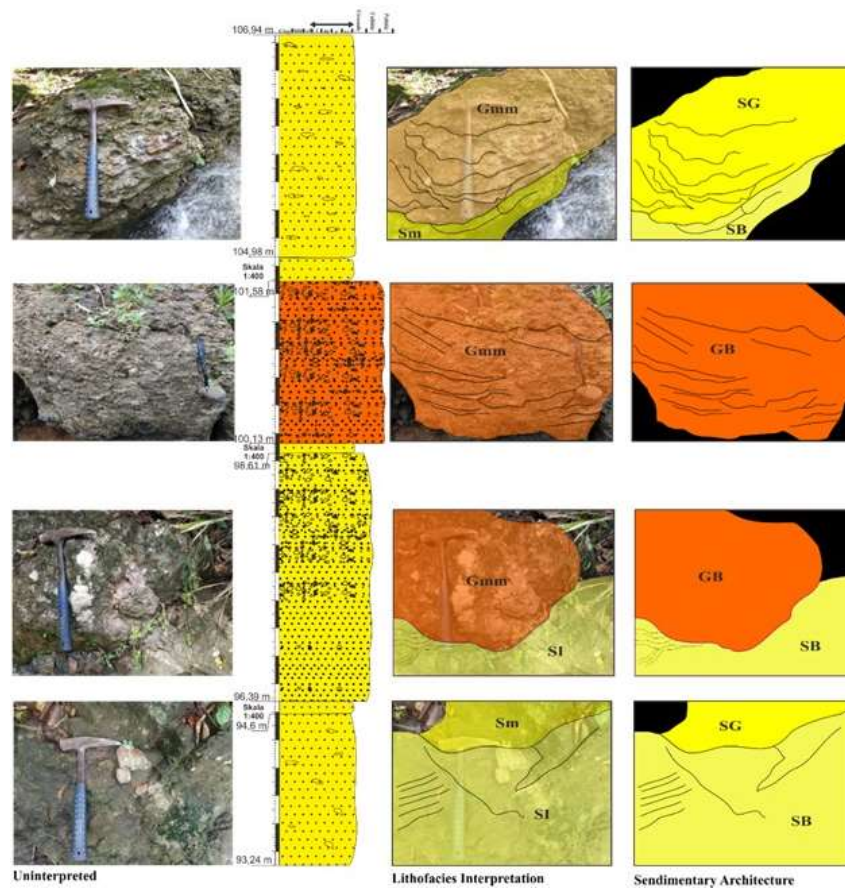 106,94 m
Gmm
Sm
SG
SB
104,98 m
Skala
1:400
101,58 m
Gmm
GB
100,13 m
Skala
1:400
98,61 m
Gmm
SI
GB
SB
96,39 m
Skala
1:400
94,6 m
Sm
SI
SG
SB
93,24 m
Uninterpreted
Lithofacies Interpretation
Sendimentary Architecture